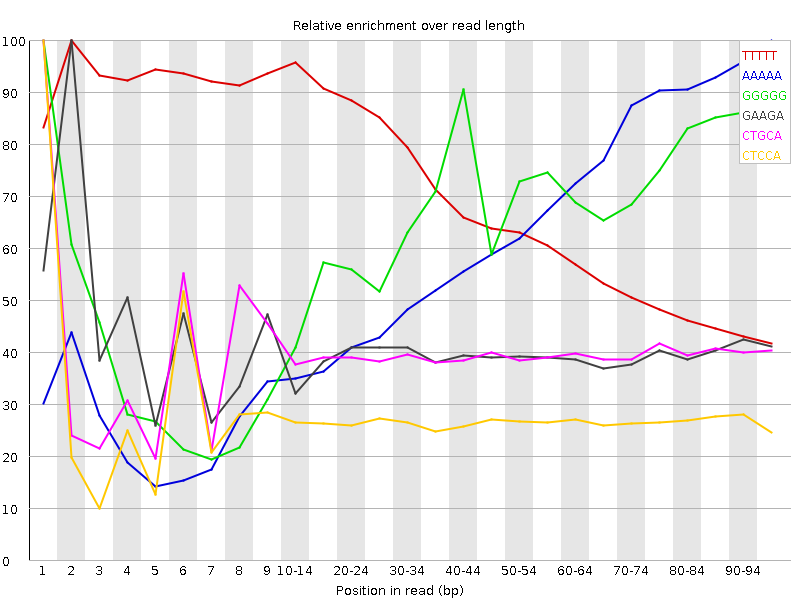 Relative enrichment over read length
100
90
80
70
60
50
40
30
20
10
0
TTTTT
AAAAA
GGGGG
GAAGA
CTGCA
CTCCA
1 2 3 4 5 6 7 8 9 10-14 20-24 30-34 40-44 50-54 60-64 70-74 80-84 90-94
Position in read (bp)